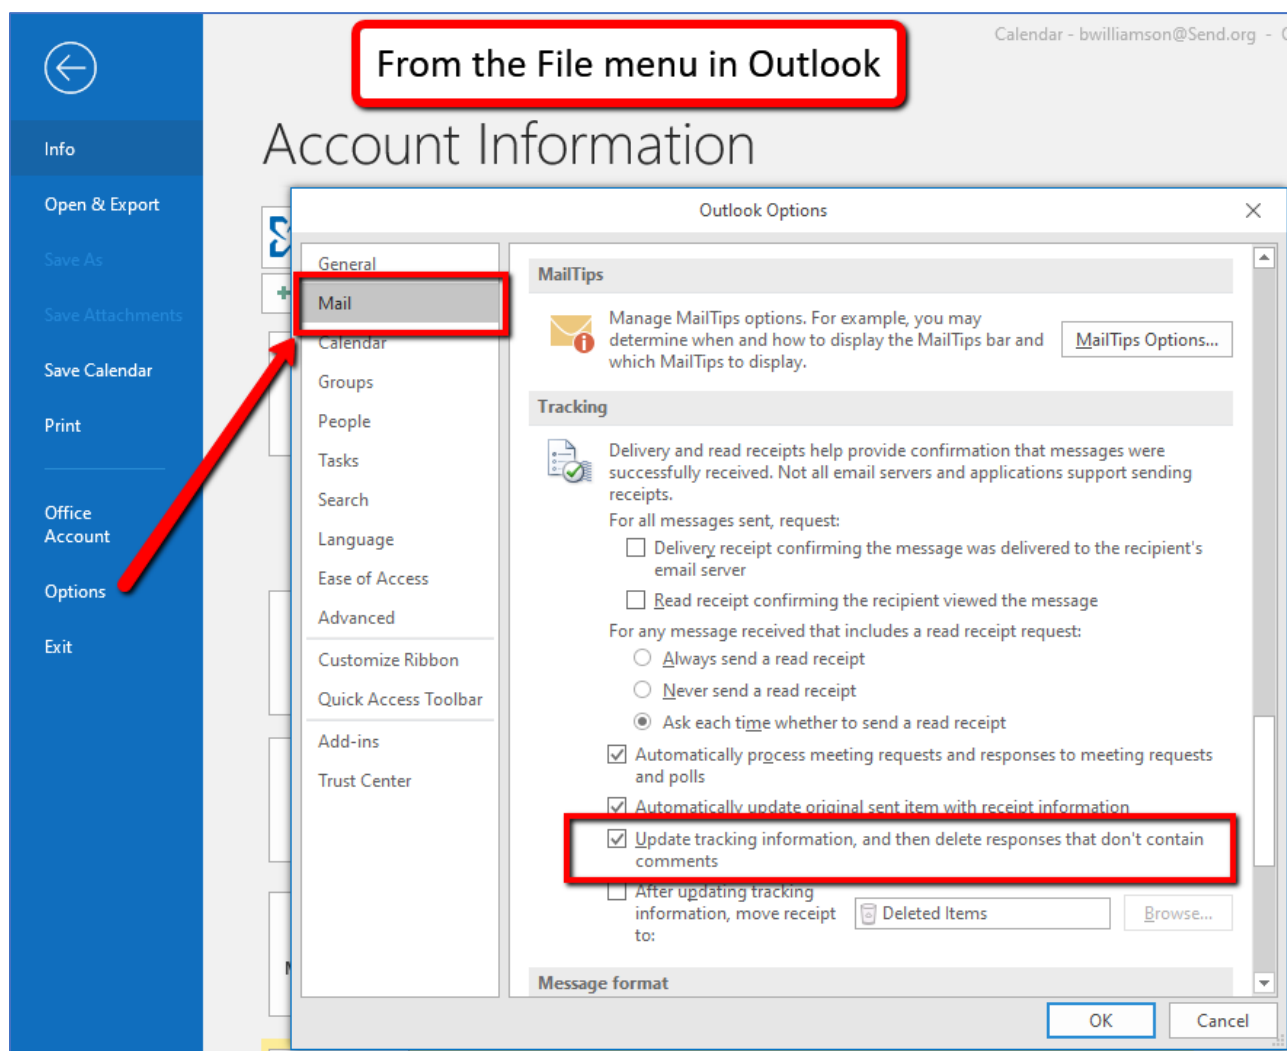 Calendar - bwilliamson@Send.org -
From the File menu in Outlook
Account Information
Info
Open & Export
Save As
Save Attachments
Save Calendar
Print
Office
Account
Options
Exit
Outlook Options
General
Mail
Calendar
Groups
People
Tasks
Search
Language
Ease of Access
Advanced
Customize Ribbon
Quick Access Toolbar
Add-ins
Trust Center
MailTips
Manage MailTips options. For example, you may
determine when and how to display the MailTips bar and
which MailTips to display.
MailTips Options...
Tracking
Delivery and read receipts help provide confirmation that messages were
successfully received. Not all email servers and applications support sending
receipts.
For all messages sent, request:
Delivery receipt confirming the message was delivered to the recipient's
email server
Read receipt confirming the recipient viewed the message
For any message received that includes a read receipt request:
Always send a read receipt
Never send a read receipt
Ask each time whether to send a read receipt
Automatically process meeting requests and responses to meeting requests
and polls
Automatically update original sent item with receipt information
Update tracking information, and then delete responses that don't contain
comments
After updating tracking
information, move receipt
to:
Deleted Items
Browse...
Message format
OK
Cancel